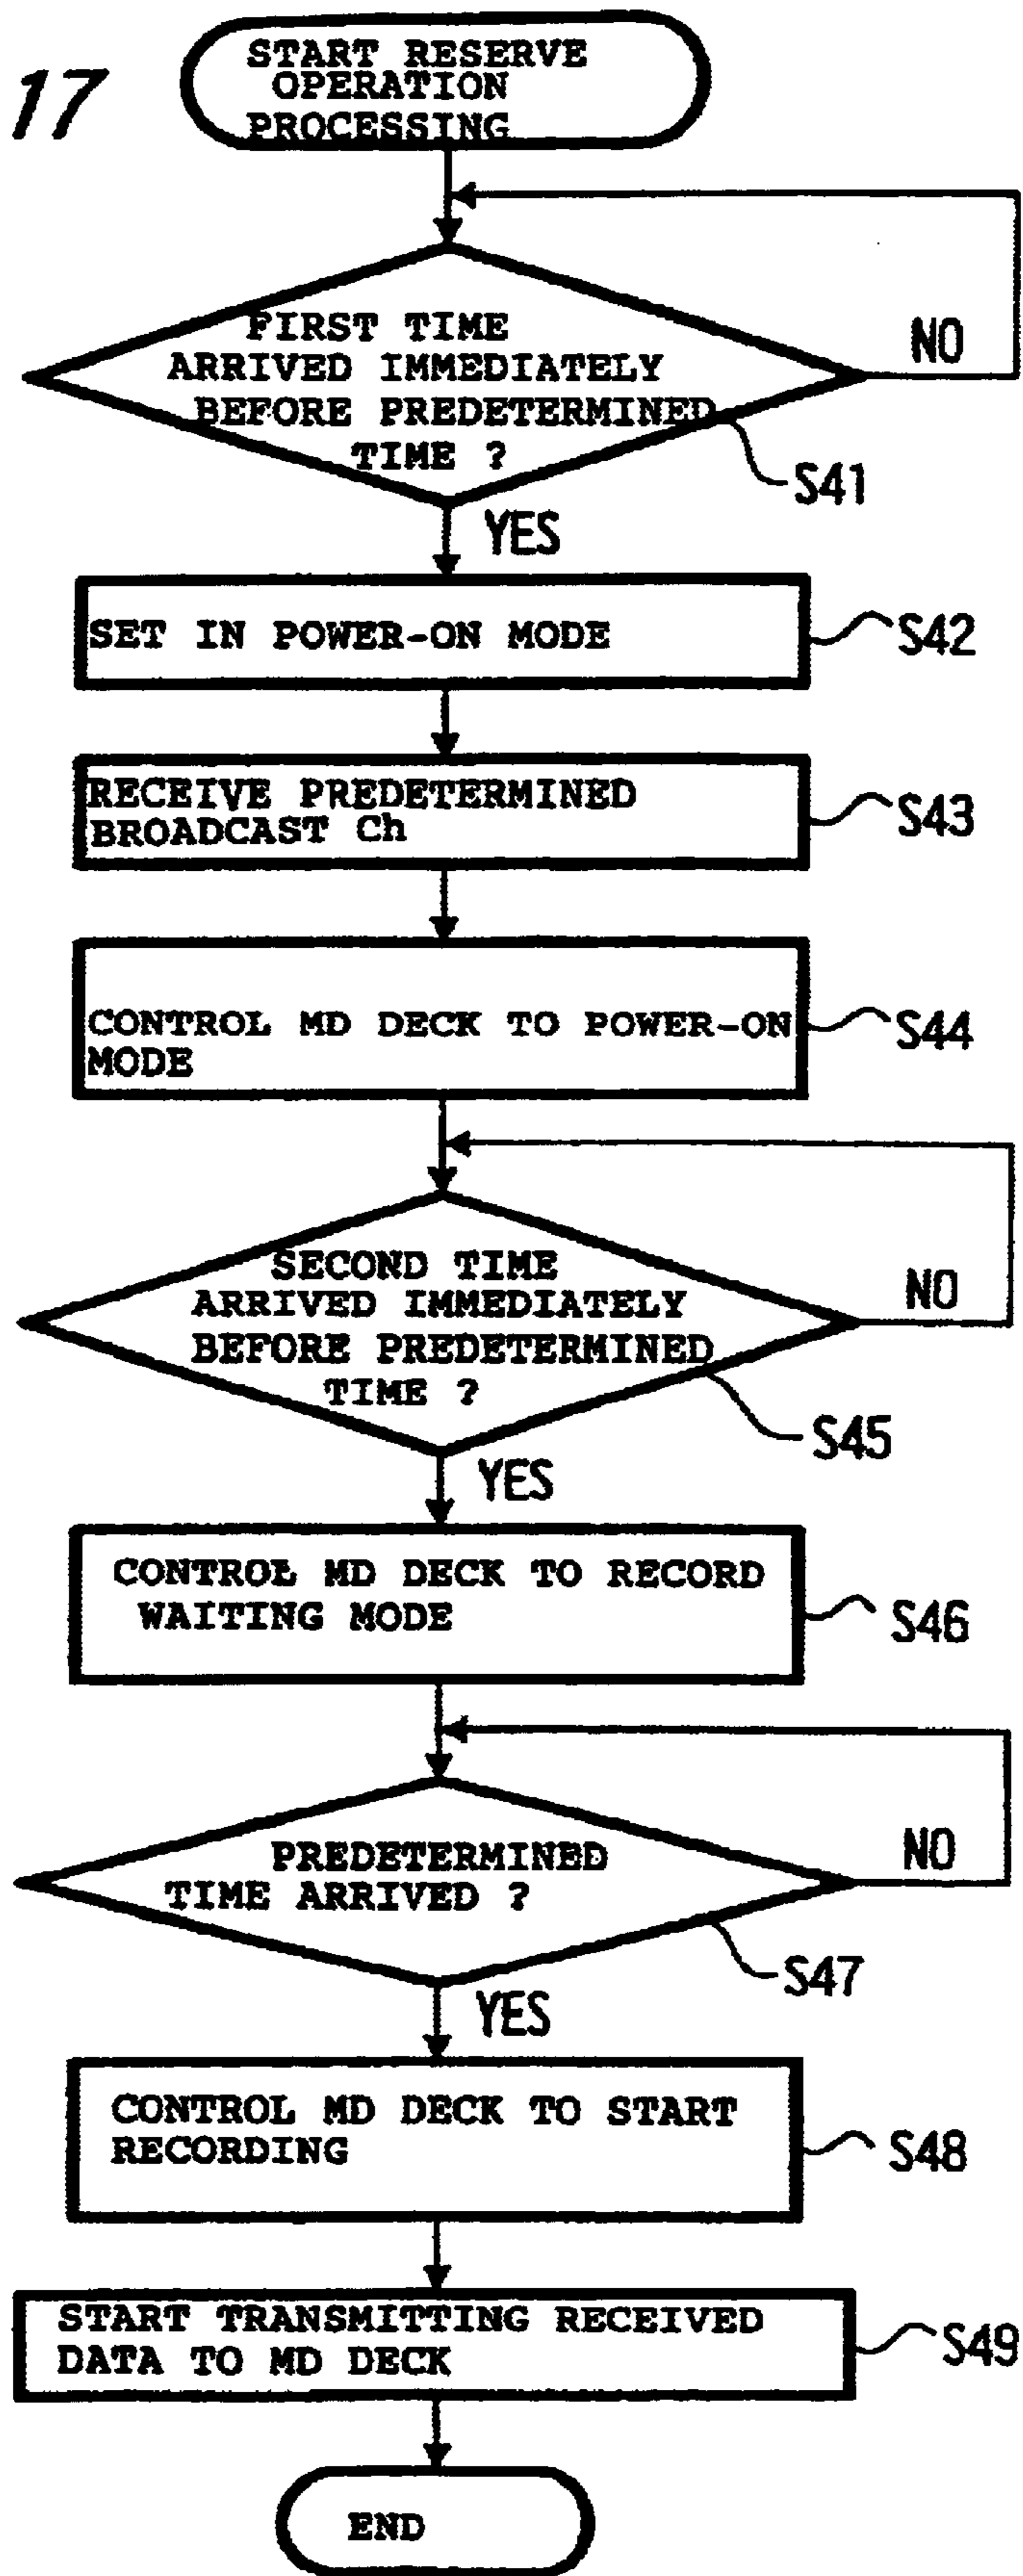 17
START RESERVE
OPERATION
PROCESSING
FIRST TIME
ARRIVED IMMEDIATELY
BEFORE PREDETERMINED
TIME ?
NO
S41
YES
SET IN POWER-ON MODE
S42
RECEIVE PREDETERMINED
BROADCAST Ch
S43
CONTROL MD DECK TO POWER-ON
MODE
S44
SECOND TIME
ARRIVED IMMEDIATELY
BEFORE PREDETERMINED
TIME ?
NO
S45
YES
CONTROL MD DECK TO RECORD
WAITING MODE
S46
PREDETERMINED
TIME ARRIVED ?
NO
S47
YES
CONTROL MD DECK TO START
RECORDING
S48
START TRANSMITTING RECEIVED
DATA TO MD DECK
S49
END